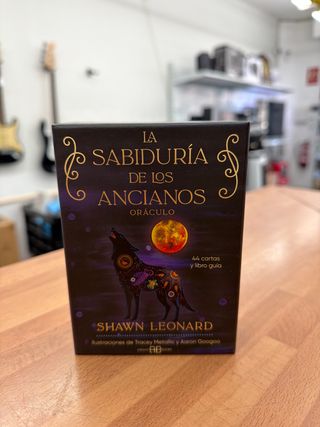 LA
SABIDURÍA
DE LOS
ANCIANOS
ORÁCULO
44 cartas
y libro guía
SHAWN LEONARD
Ilustraciones de Tracey Metallic y Aaron Googoo